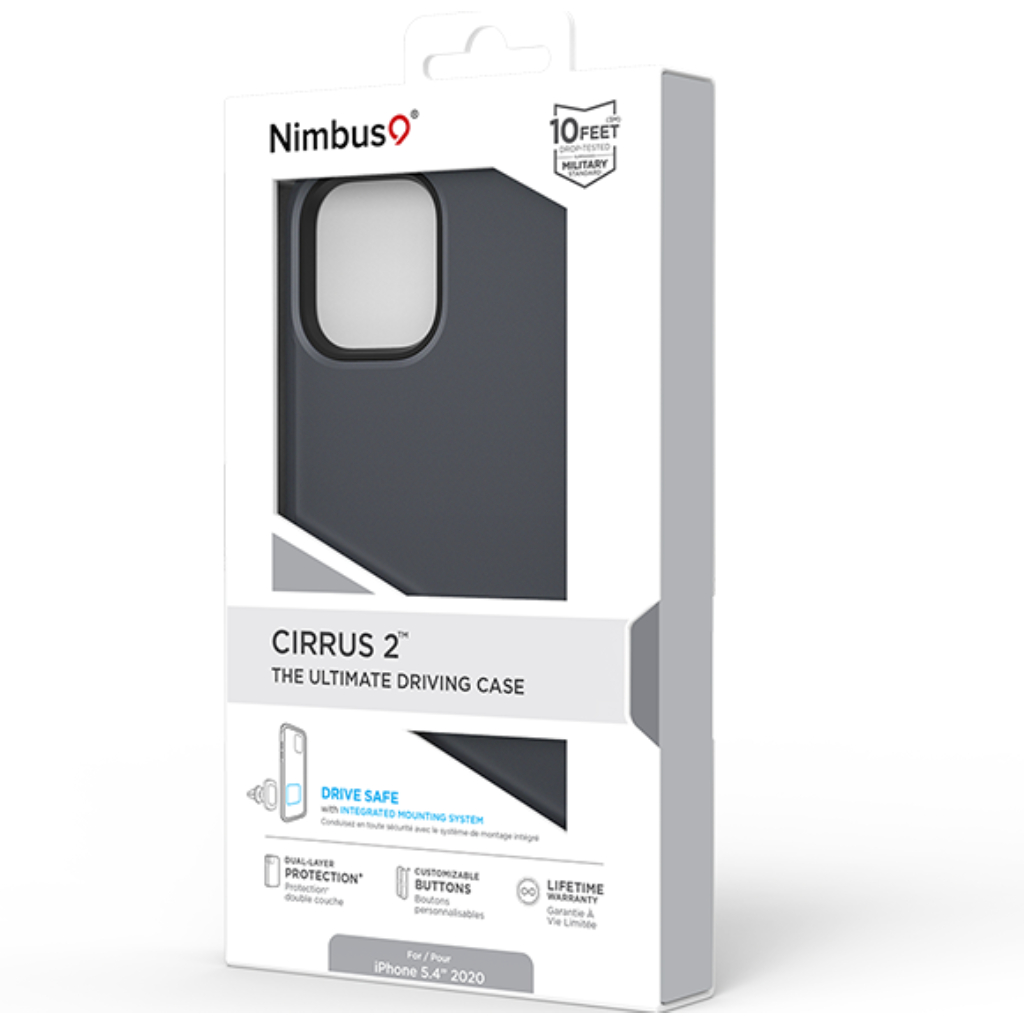 Nimbus9®
10FEET
(3M)
DROP-TESTED
MILITARY
STANDARD
CIRRUS 2™
THE ULTIMATE DRIVING CASE
DRIVE SAFE
with INTEGRATED MOUNTING SYSTEM
Conduisez en toute sécurité avec le système de montage intégré
DUAL-LAYER
PROTECTION*
Protection*
double couche
CUSTOMIZABLE
BUTTONS
Boutons
personnalisables
LIFETIME
WARRANTY
Garantie À
Vie Limitée
For / Pour
iPhone 5.4" 2020